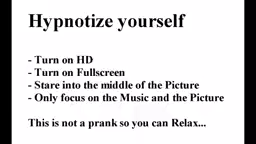 Hypnotize yourself
- Turn on HD
- Turn on Fullscreen
- Stare into the middle of the Picture
- Only focus on the Music and the Picture
This is not a prank so you can Relax...